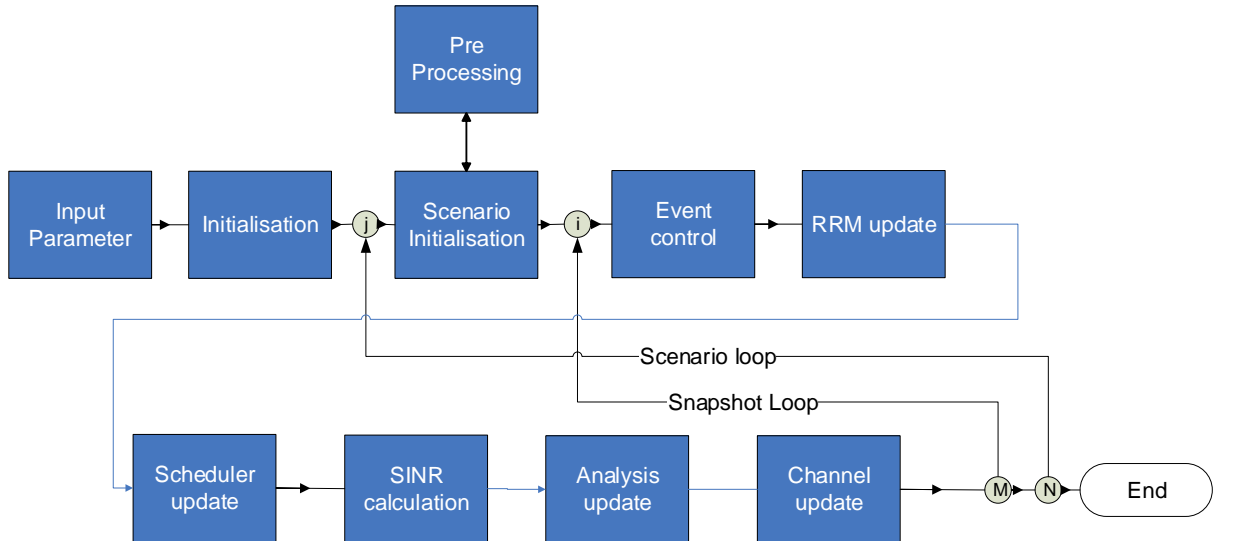 Pre
Processing
Input
Parameter
Initialisation
j
Scenario
Initialisation
i
Event
control
RRM update
Scenario loop
Snapshot Loop
Scheduler
update
SINR
calculation
Analysis
update
Channel
update
M
N
End